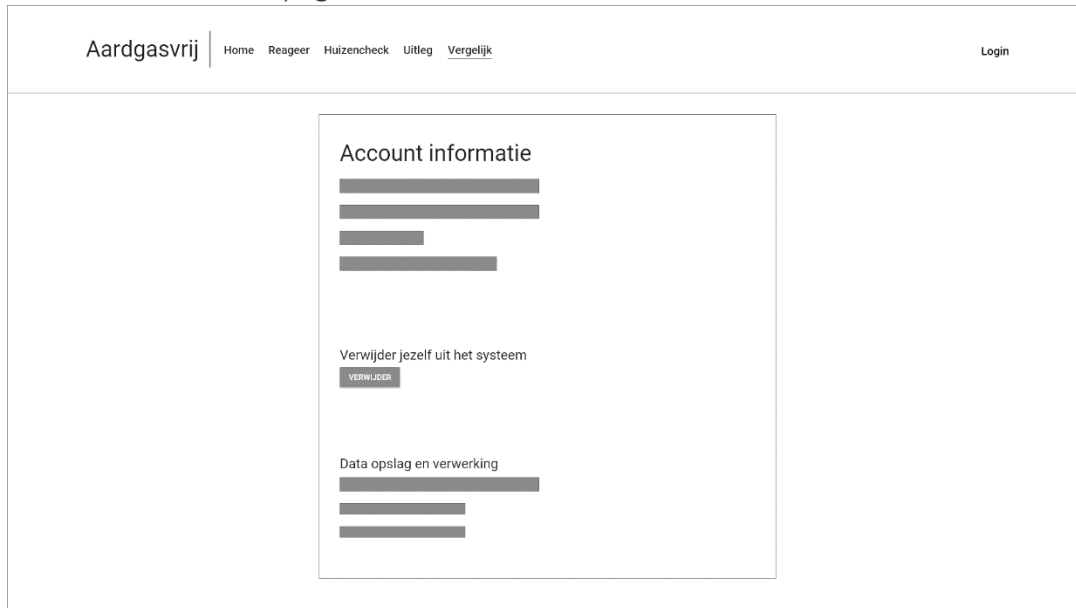 Aardgasvrij Home Reageer Huizencheck Uitleg Vergelijk Login
Account informatie
Verwijder jezelf uit het systeem
VERWIJDER
Data opslag en verwerking